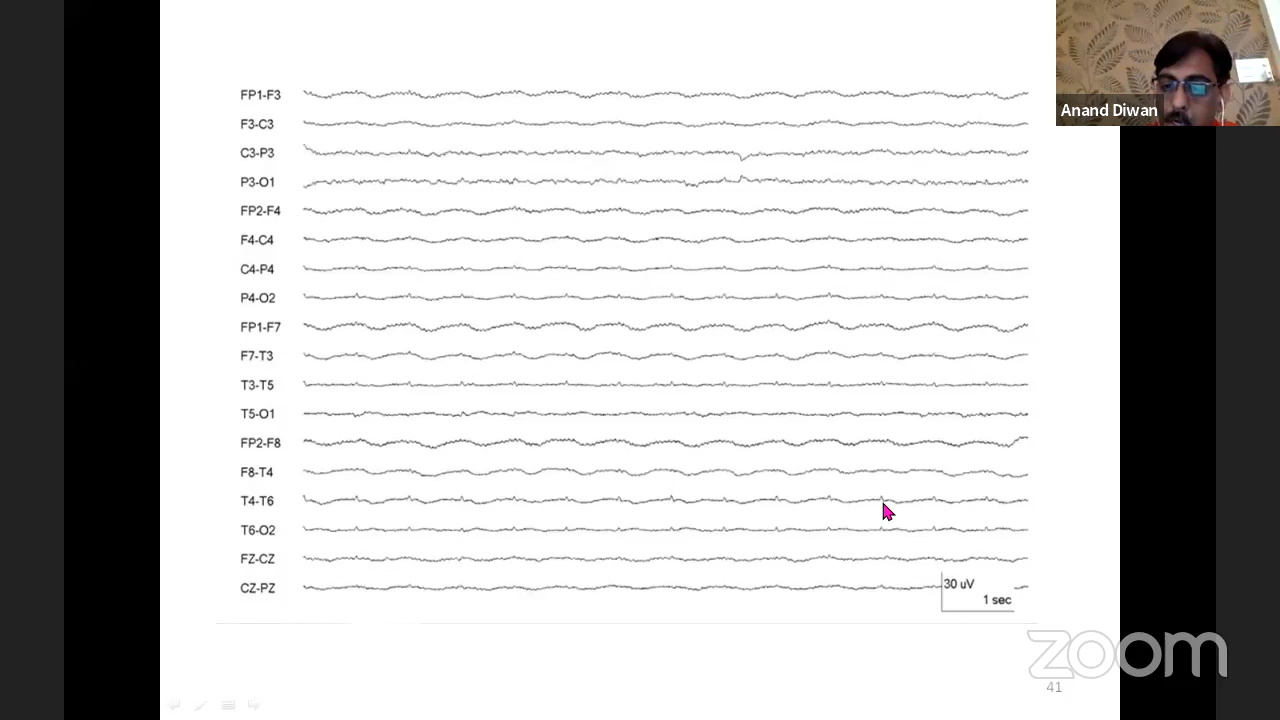 Anand Diwan
FP1-F3
F3-C3
C3-P3
P3-O1
FP2-F4
F4-C4
C4-P4
P4-O2
FP1-F7
F7-T3
T3-T5
T5-O1
FP2-F8
F8-T4
T4-T6
T6-O2
FZ-CZ
CZ-PZ
30 uV
1 sec
zoom
41